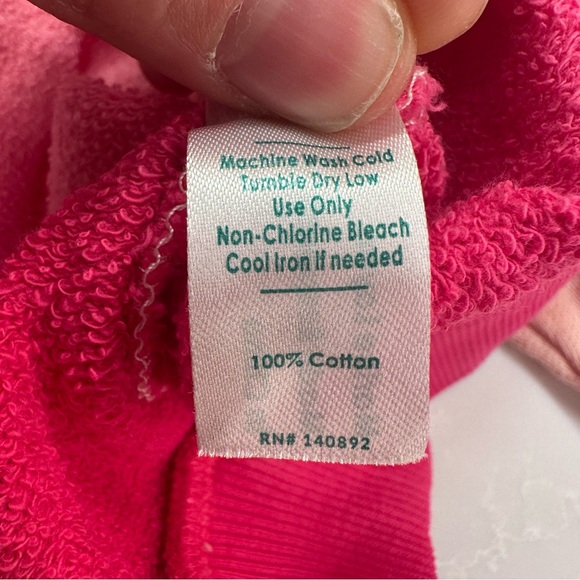 Machine Wash Cold
Tumble Dry Low
Use Only
Non-Chlorine Bleach
Cool Iron if needed
100% Cotton
RN# 140892